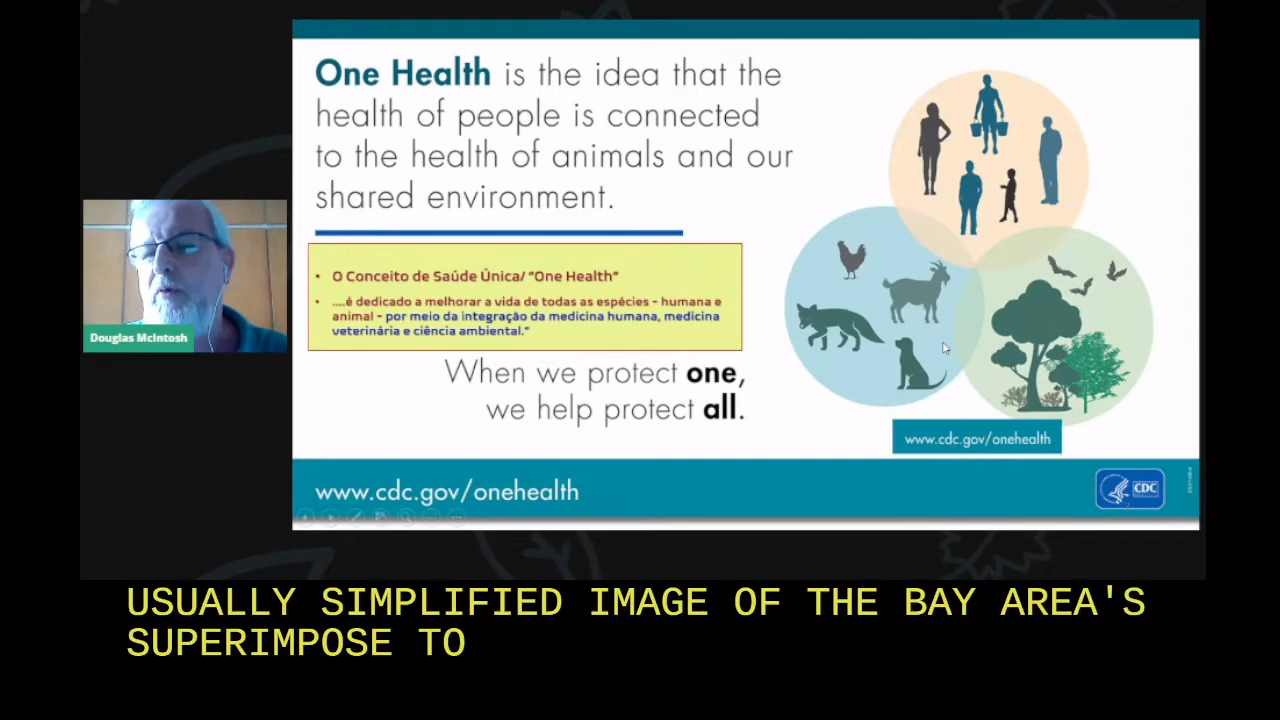 One Health is the idea that the
health of people is connected
to the health of animals and our
shared environment.
• O Conceito de Saúde Única/ "One Health"
• ....é dedicado a melhorar a vida de todas as espécies - humana e
animal - por meio da integração da medicina humana, medicina
veterinária e ciência ambiental."
When we protect one,
we help protect all.
www.cdc.gov/onehealth
www.cdc.gov/onehealth
CDC
Douglas McIntosh
USUALLY SIMPLIFIED IMAGE OF THE BAY AREA'S
SUPERIMPOSE TO